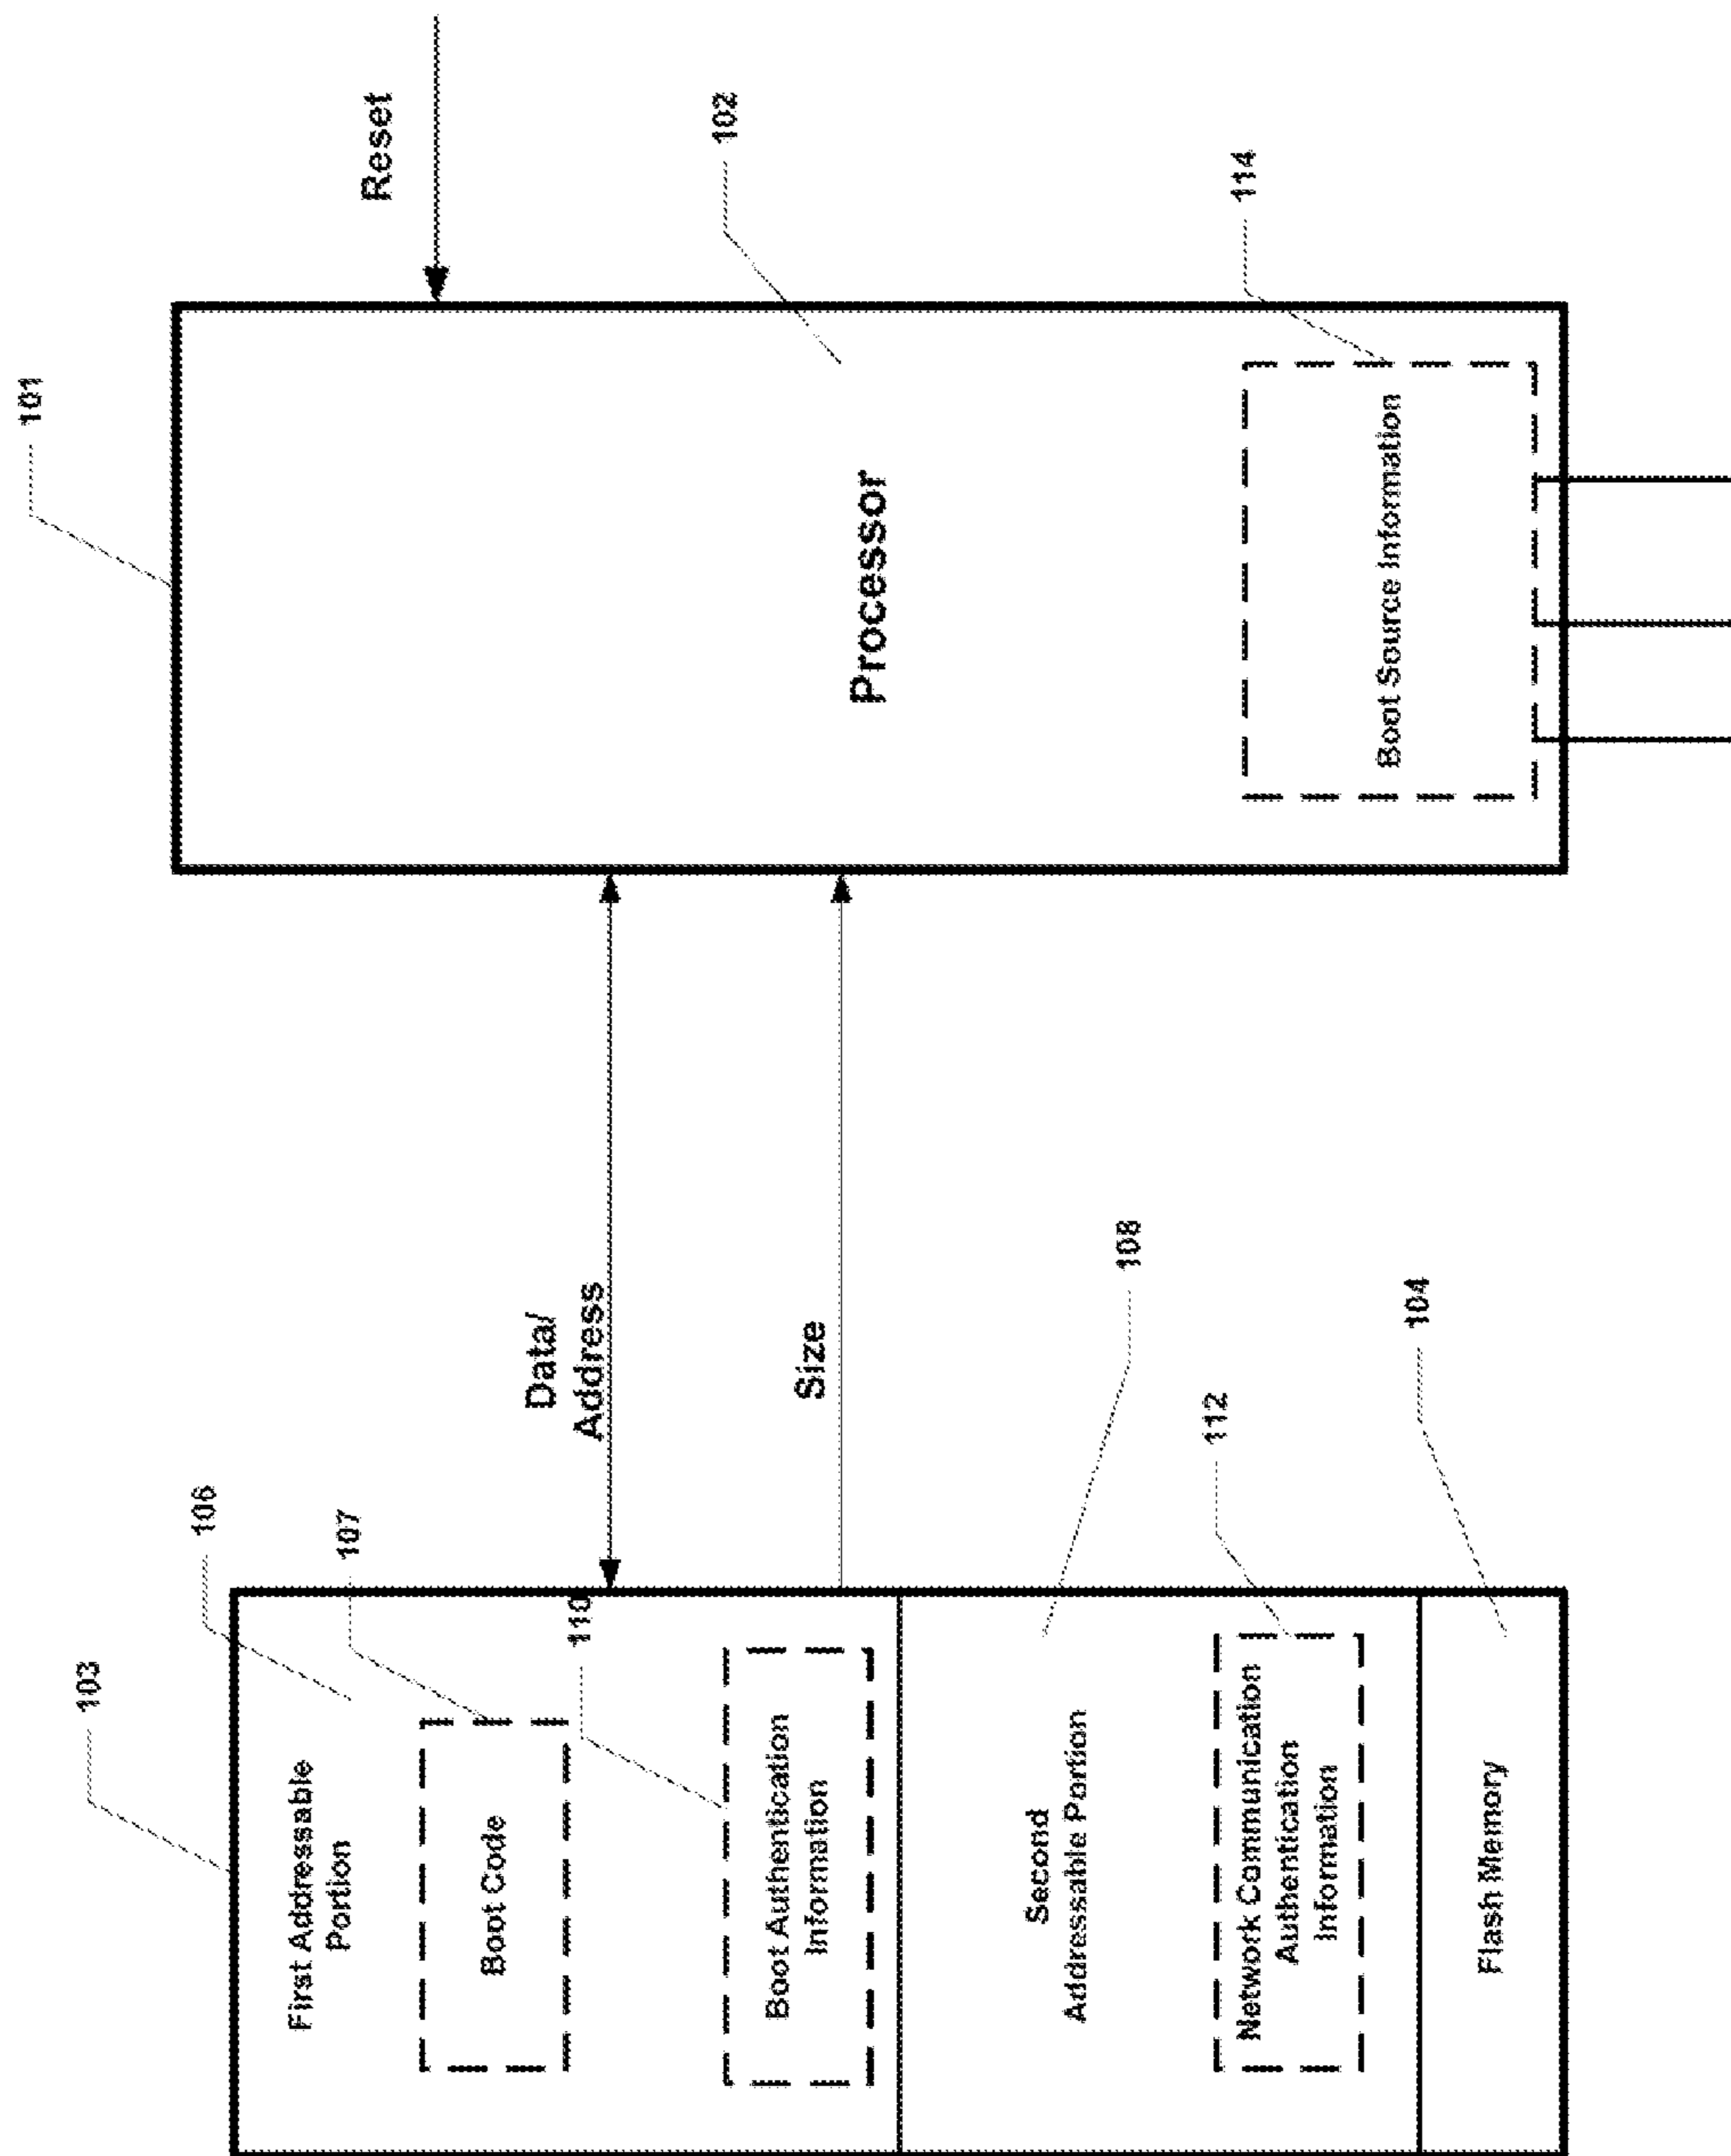 103
106
First Addressable
Portion
107
Boot Code
110
Boot Authentication
Information
108
Second
Addressable Portion
112
Network Communication
Authentication
Information
104
Flash Memory
Data/
Address
Size
101
Reset
102
Processor
114
Boot Source Information